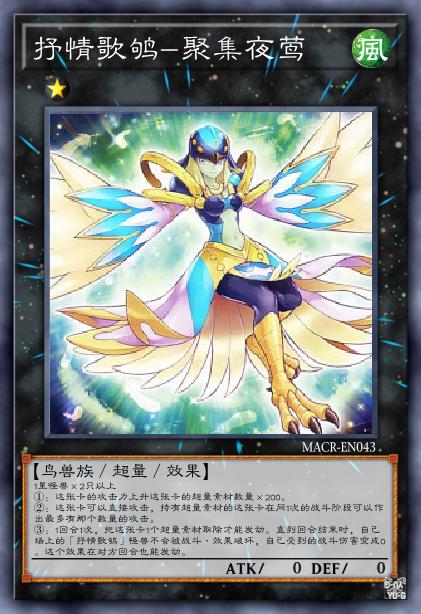 抒情歌鸲-聚集夜莺
風
MACR-EN043
【鸟兽族／超量／效果】
1星怪兽×2只以上
①：这张卡的攻击力上升这张卡的超量素材数量×200。
②：这张卡可以直接攻击，持有超量素材的这张卡在同1次的战斗阶段可以作
出最多有那个数量的攻击。
③：1回合1次，把这张卡1个超量素材取除才能发动。直到回合结束时，自己
场上的「抒情歌鸲」怪兽不会被战斗·效果破坏，自己受到的战斗伤害变成0
。这个效果在对方回合也能发动。
ATK/ 0 DEF/ 0